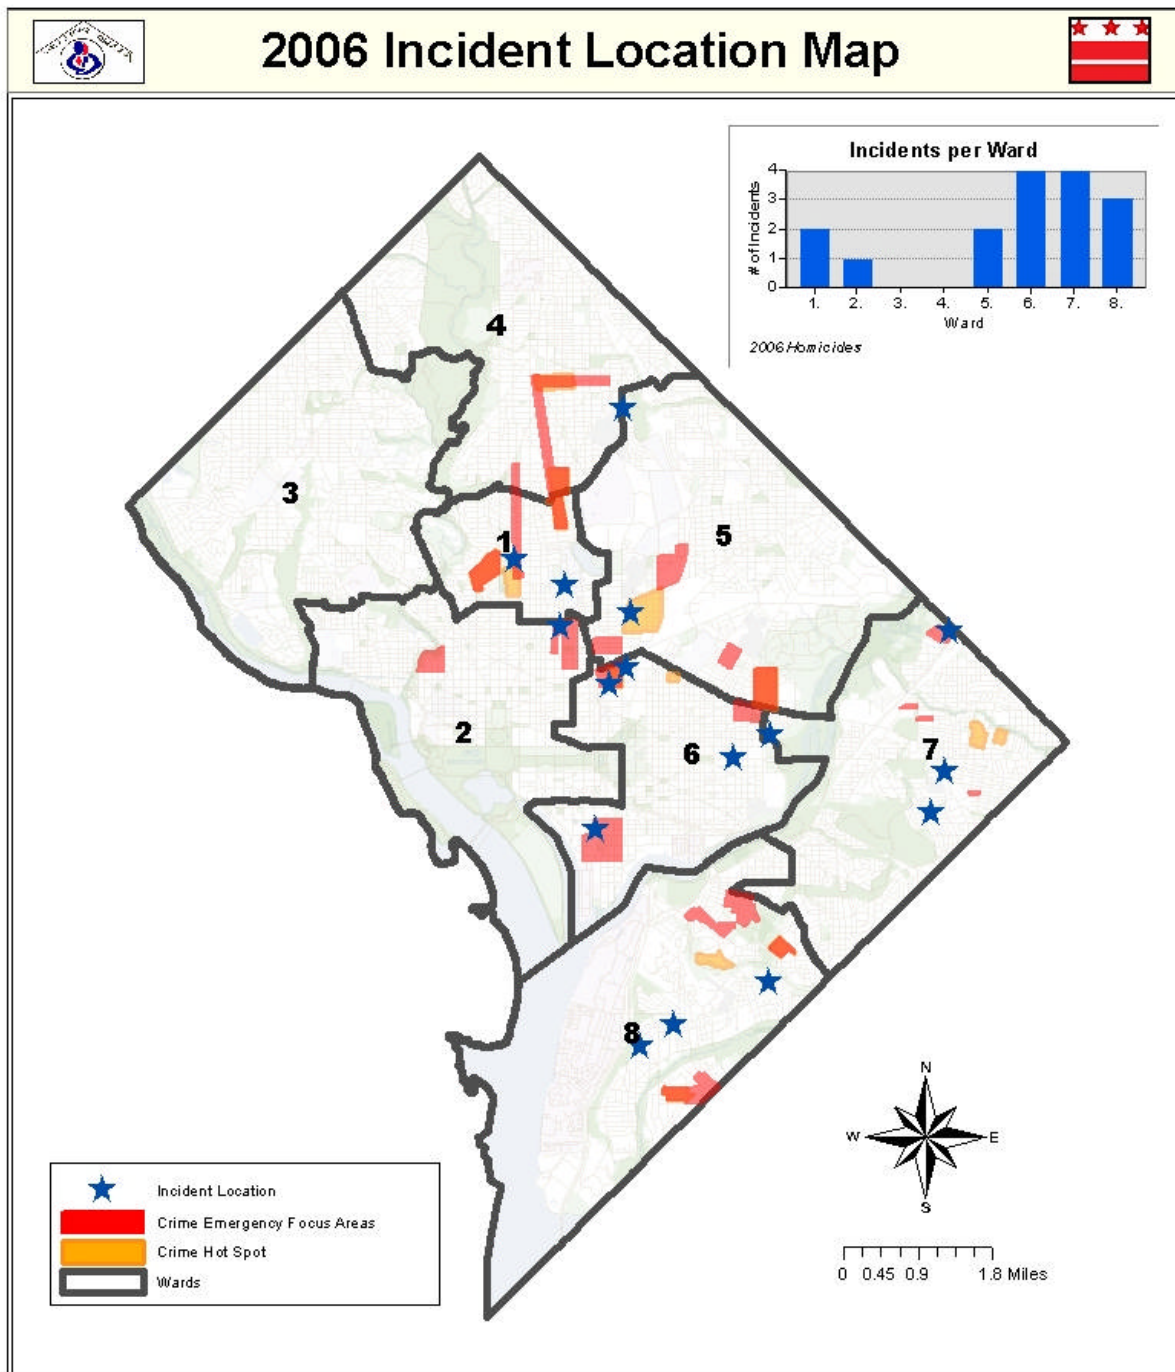 2006 Incident Location Map
Incidents per Ward
# of Incidents
4
3
2
1
0
1. 2. 3. 4. 5. 6. 7. 8.
Ward
2006 Homicides
4
3
1
5
2
6
7
8
N
W E
S
Incident Location
Crime Emergency Focus Areas
Crime Hot Spot
Wards
0 0.45 0.9 1.8 Miles